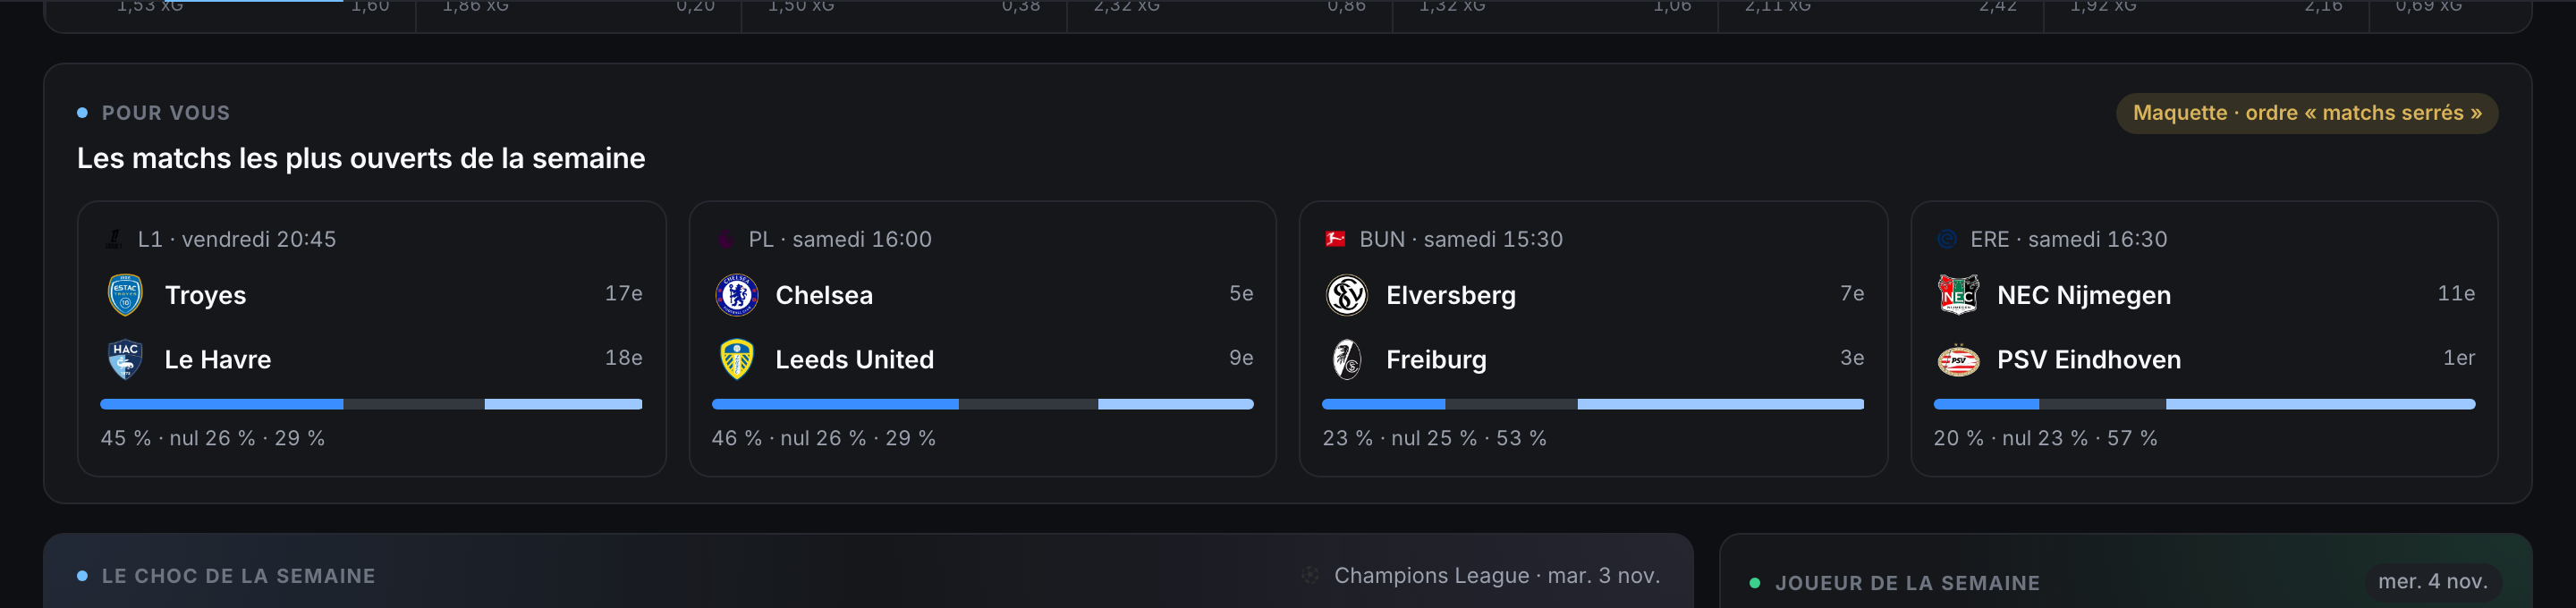 1,53 xG 1,60 1,86 xG 0,20 1,50 xG 0,38 2,32 xG 0,86 1,32 xG 1,06 2,11 xG 2,42 1,92 xG 2,16 0,69 xG
POUR VOUS
Maquette · ordre « matchs serrés »
Les matchs les plus ouverts de la semaine
L1 · vendredi 20:45
Troyes 17e
Le Havre 18e
45 % · nul 26 % · 29 %
PL · samedi 16:00
Chelsea 5e
Leeds United 9e
46 % · nul 26 % · 29 %
BUN · samedi 15:30
Elversberg 7e
Freiburg 3e
23 % · nul 25 % · 53 %
ERE · samedi 16:30
NEC Nijmegen 11e
PSV Eindhoven 1er
20 % · nul 23 % · 57 %
LE CHOC DE LA SEMAINE
Champions League · mar. 3 nov.
JOUEUR DE LA SEMAINE
mer. 4 nov.